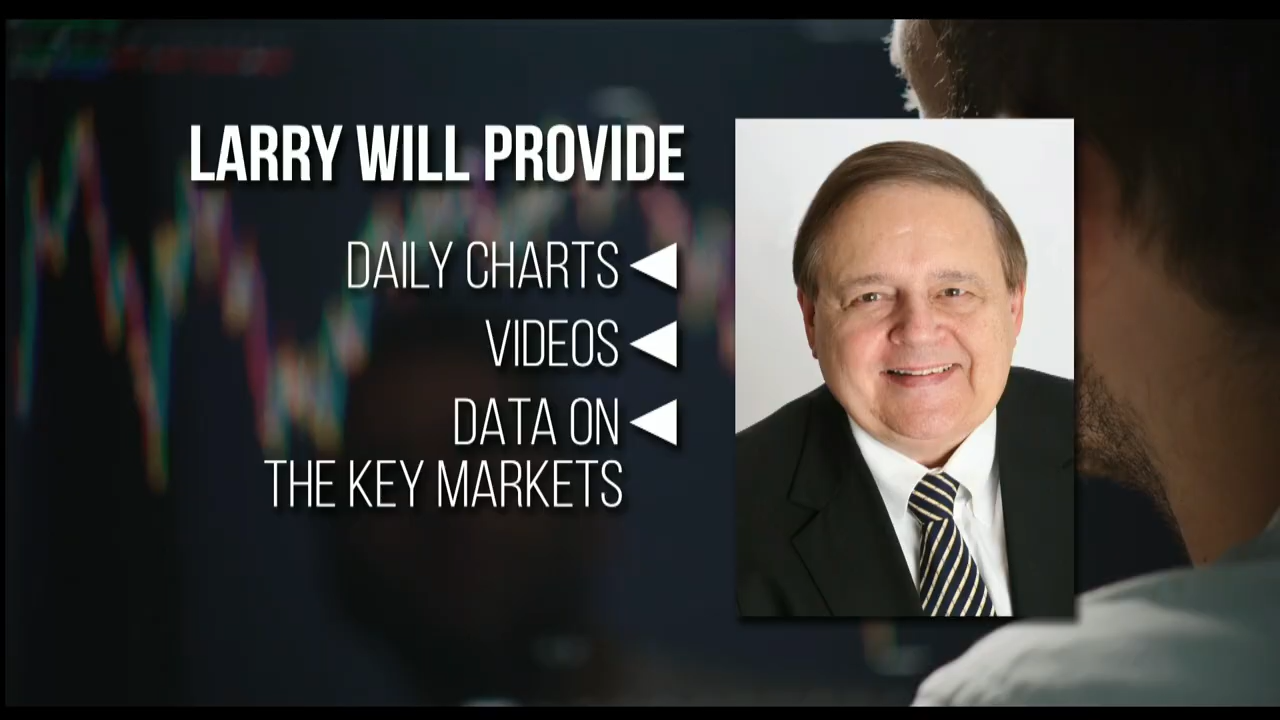 LARRY WILL PROVIDE
DAILY CHARTS
VIDEOS
DATA ON
THE KEY MARKETS